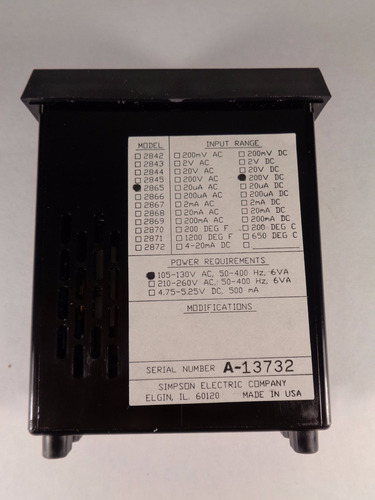 MODEL INPUT RANGE
2842 200mV AC 200mV DC
2843 2V AC 2V DC
2844 20V AC 20V DC
2845 200V AC 200V DC
2865 20uA AC 20uA DC
2866 200uA AC 200uA DC
2867 2mA AC 2mA DC
2868 20mA AC 20mA DC
2869 200mA AC 200mA DC
2870 200 DEG F 200 DEG C
2871 1200 DEG F 650 DEG C
2872 4-20mA DC
POWER REQUIREMENTS
105-130V AC, 50-400 Hz, 6VA
210-260V AC, 50-400 Hz, 6VA
4.75-5.25V DC, 500 mA
MODIFICATIONS
SERIAL NUMBER A-13732
SIMPSON ELECTRIC COMPANY
ELGIN, IL. 60120 MADE IN USA